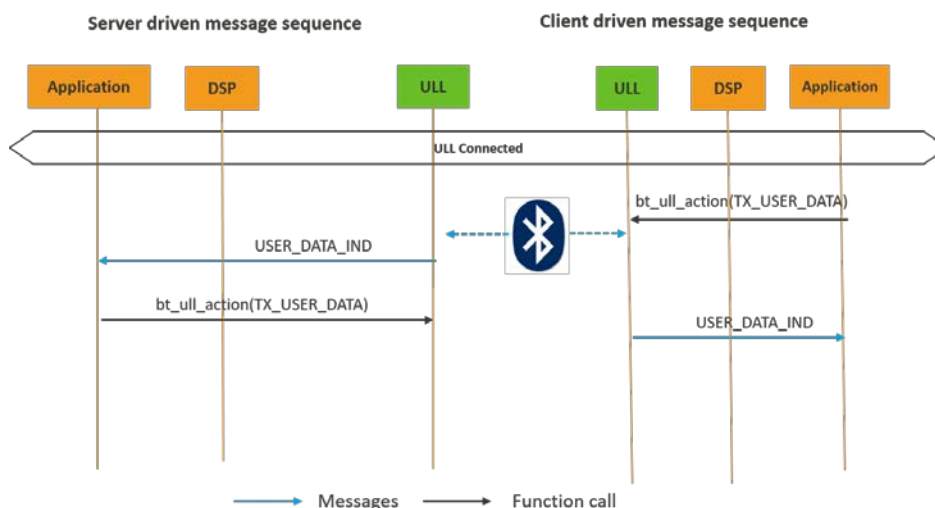 Server driven message sequence
Client driven message sequence
Application
DSP
ULL
ULL
DSP
Application
ULL Connected
bt_ull_action(TX_USER_DATA)
USER_DATA_IND
bt_ull_action(TX_USER_DATA)
USER_DATA_IND
Messages
Function call